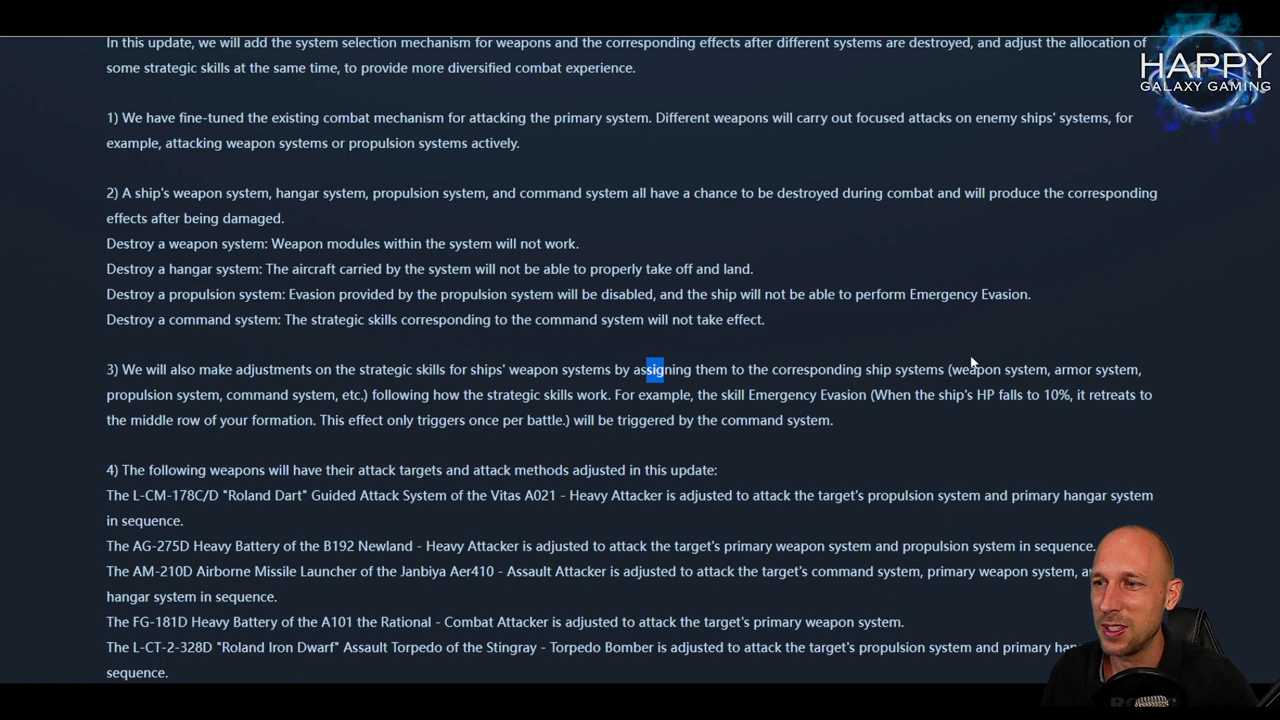 HAPPY
GALAXY GAMING
In this update, we will add the system selection mechanism for weapons and the corresponding effects after different systems are destroyed, and adjust the allocation of
some strategic skills at the same time, to provide more diversified combat experience.
1) We have fine-tuned the existing combat mechanism for attacking the primary system. Different weapons will carry out focused attacks on enemy ships' systems, for
example, attacking weapon systems or propulsion systems actively.
2) A ship's weapon system, hangar system, propulsion system, and command system all have a chance to be destroyed during combat and will produce the corresponding
effects after being damaged.
Destroy a weapon system: Weapon modules within the system will not work.
Destroy a hangar system: The aircraft carried by the system will not be able to properly take off and land.
Destroy a propulsion system: Evasion provided by the propulsion system will be disabled, and the ship will not be able to perform Emergency Evasion.
Destroy a command system: The strategic skills corresponding to the command system will not take effect.
3) We will also make adjustments on the strategic skills for ships' weapon systems by assigning them to the corresponding ship systems (weapon system, armor system,
propulsion system, command system, etc.) following how the strategic skills work. For example, the skill Emergency Evasion (When the ship's HP falls to 10%, it retreats to
the middle row of your formation. This effect only triggers once per battle.) will be triggered by the command system.
4) The following weapons will have their attack targets and attack methods adjusted in this update:
The L-CM-178C/D "Roland Dart" Guided Attack System of the Vitas A021 - Heavy Attacker is adjusted to attack the target's propulsion system and primary hangar system
in sequence.
The AG-275D Heavy Battery of the B192 Newland - Heavy Attacker is adjusted to attack the target's primary weapon system and propulsion system in sequence.
The AM-210D Airborne Missile Launcher of the Janbiya Aer410 - Assault Attacker is adjusted to attack the target's command system, primary weapon system,
hangar system in sequence.
The FG-181D Heavy Battery of the A101 the Rational - Combat Attacker is adjusted to attack the target's primary weapon system.
The L-CT-2-328D "Roland Iron Dwarf" Assault Torpedo of the Stingray - Torpedo Bomber is adjusted to attack the target's propulsion system and primary
sequence.